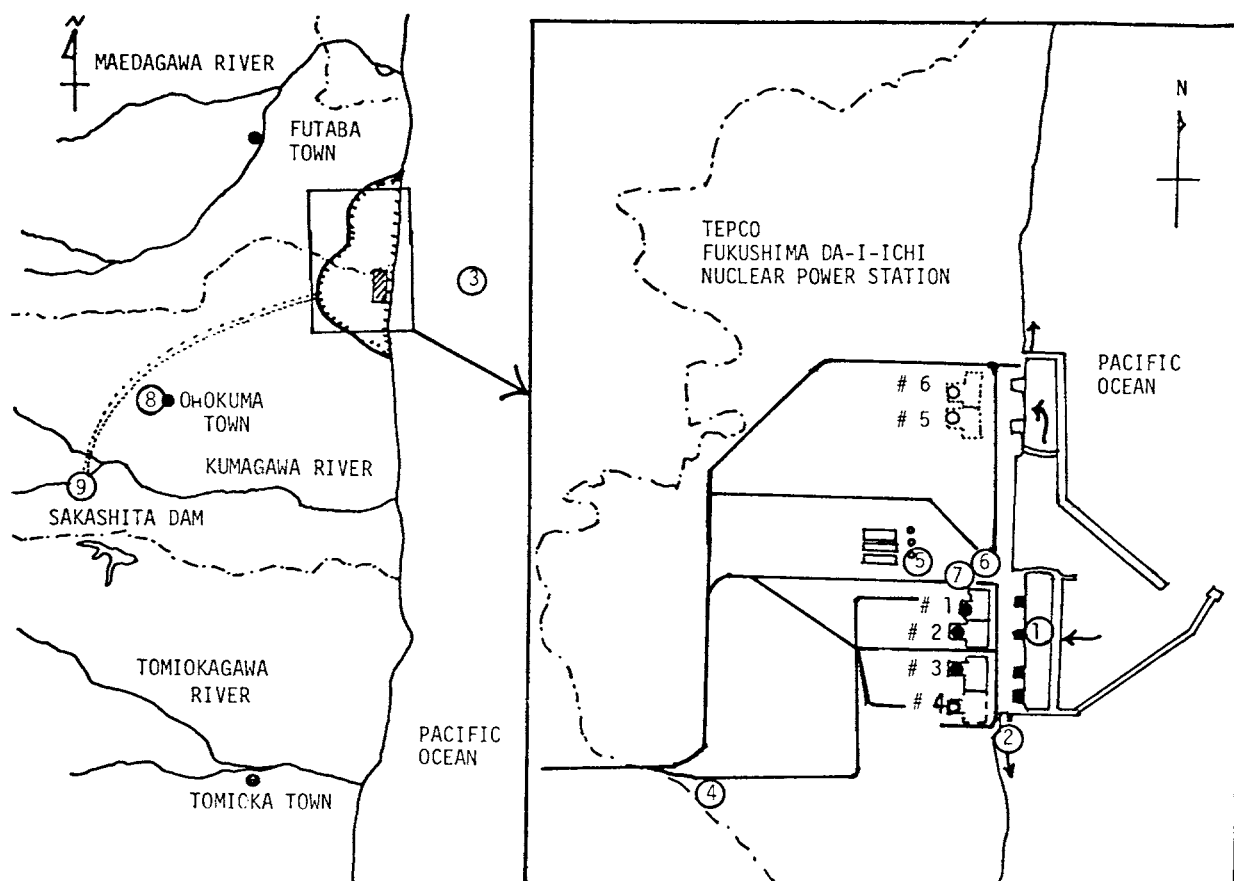 N
MAEDAGAWA RIVER
FUTABA
TOWN
3
8
OHOKUMA
TOWN
KUMAGAWA RIVER
9
SAKASHITA DAM
TOMIOKAGAWA
RIVER
PACIFIC
OCEAN
TOMICKA TOWN
N
TEPCO
FUKUSHIMA DA-I-ICHI
NUCLEAR POWER STATION
PACIFIC
OCEAN
# 6
# 5
5
6
7
# 1
# 2
1
# 3
# 4
2
4